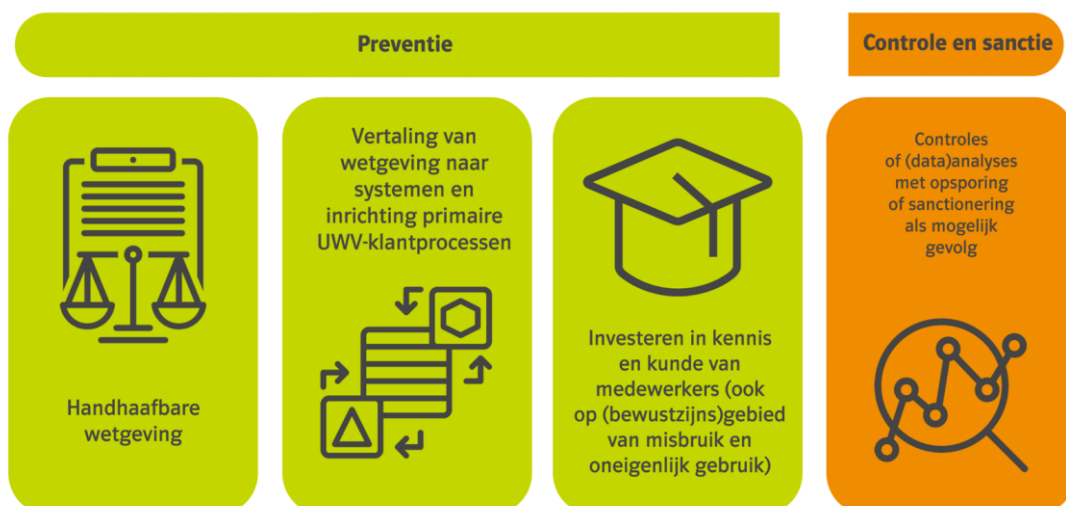 Preventie
Controle en sanctie
Handhaafbare
wetgeving
Vertaling van
wetgeving naar
systemen en
inrichting primaire
UWV-klantprocessen
Investeren in kennis
en kunde van
medewerkers (ook
op (bewustzijns)gebied
van misbruik en
oneigenlijk gebruik)
Controles
of (data)analyses
met opsporing
of sanctionering
als mogelijk
gevolg